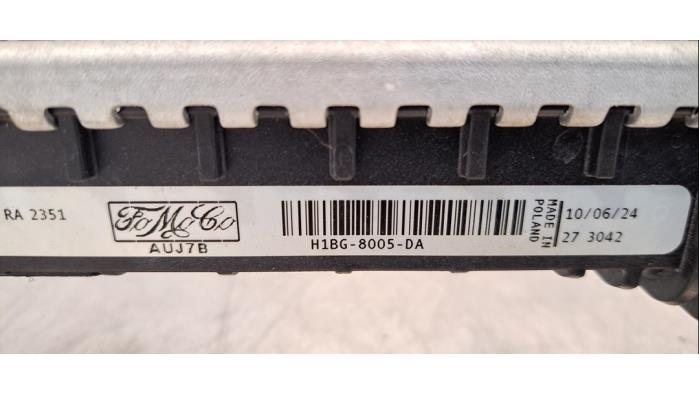 RA 2351
FoMoCo
AUJ7B
H1BG-8005-DA
MADE IN
POLAND
10/06/24
27 3042